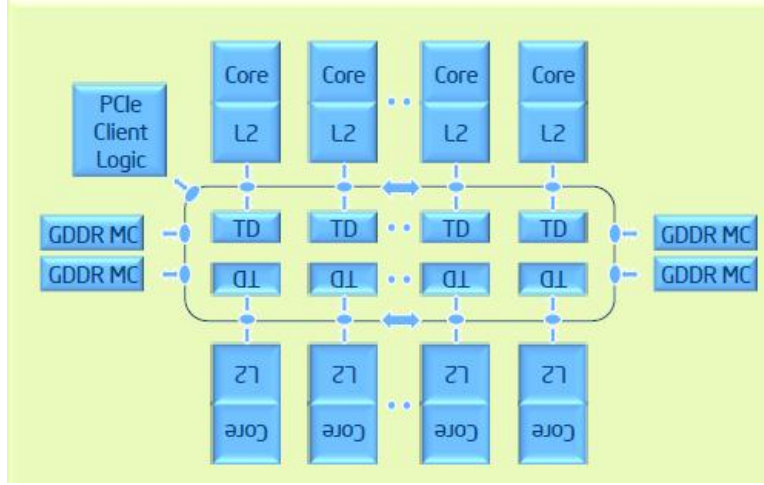 Core Core Core Core
PCIe
Client
Logic
L2 L2 L2 L2
TD TD TD TD
GDDR MC GDDR MC
GDDR MC GDDR MC
TD TD TD TD
L2 L2 L2 L2
Core Core Core Core